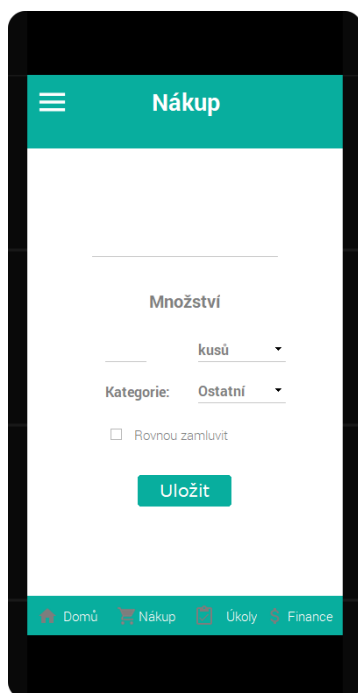 Nákup
Množství
kusů
Kategorie: Ostatní
Rovnou zamluvit
Uložit
Domů Nákup Úkoly $ Finance